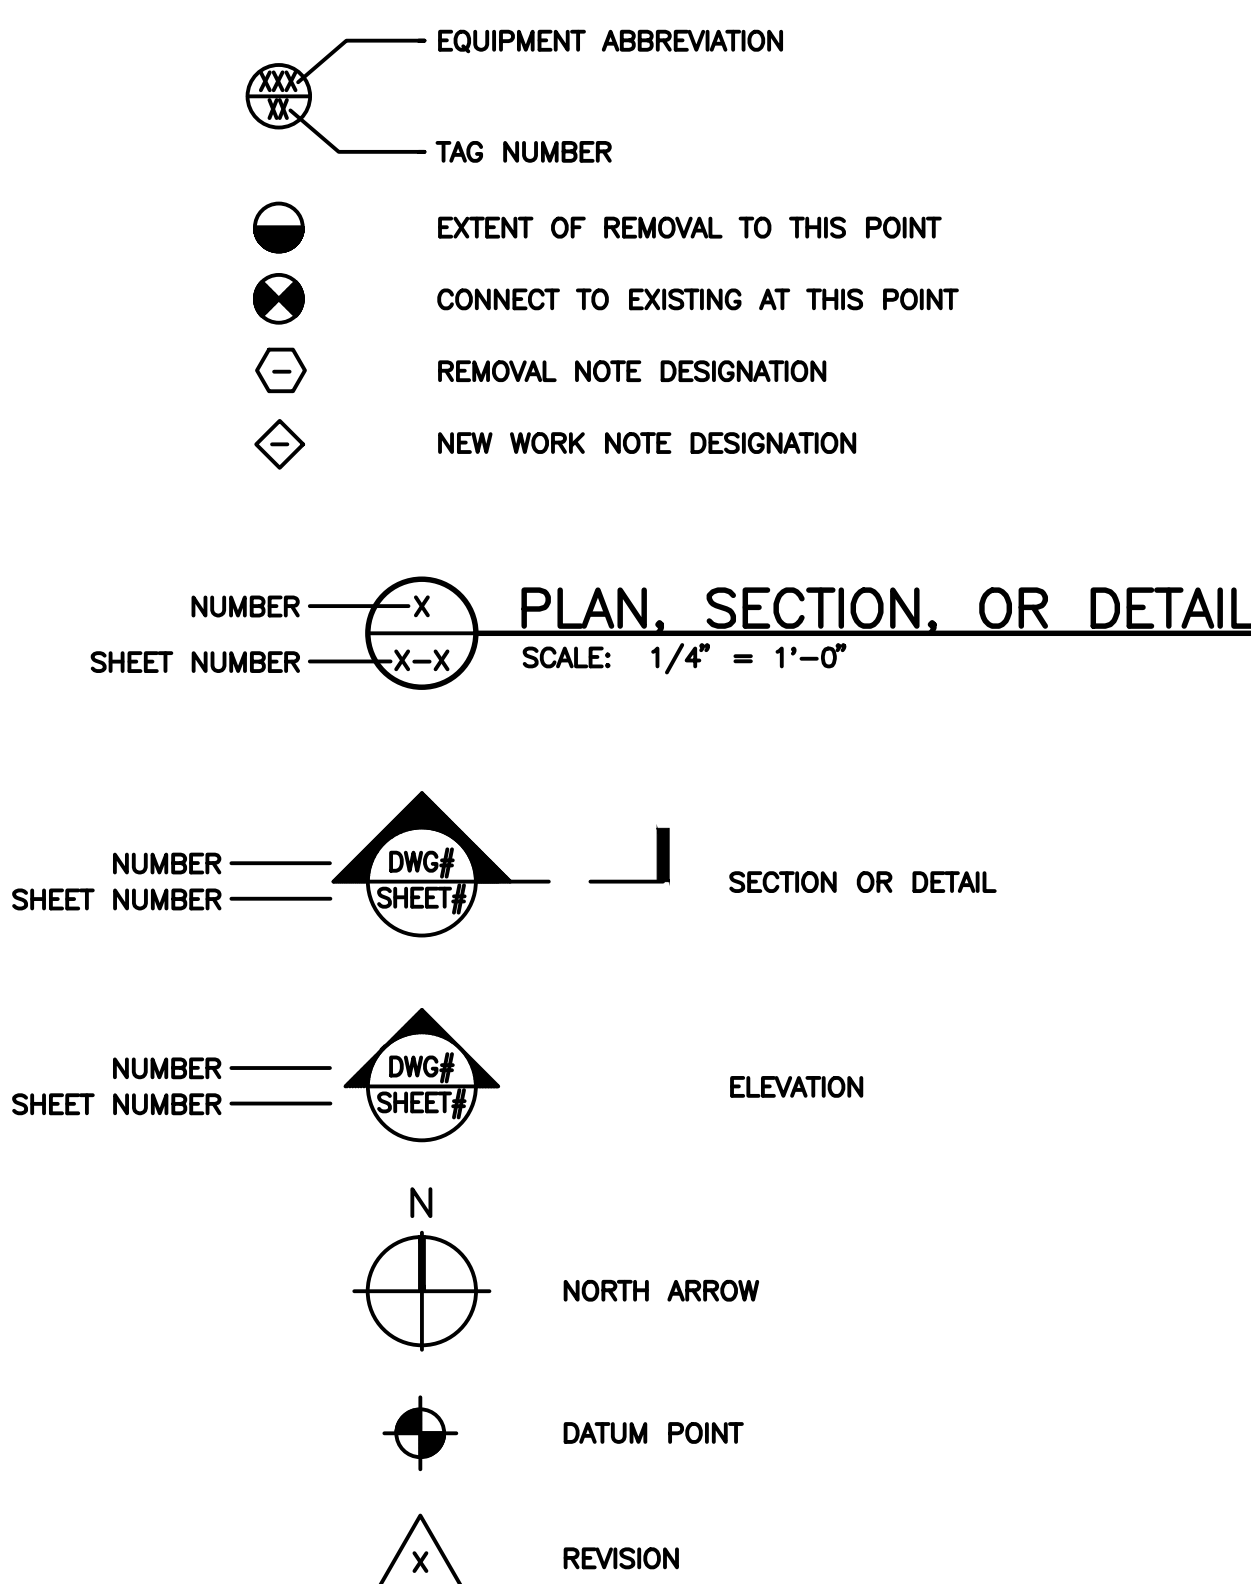 EQUIPMENT ABBREVIATION
XXX
XX
TAG NUMBER
EXTENT OF REMOVAL TO THIS POINT
CONNECT TO EXISTING AT THIS POINT
- REMOVAL NOTE DESIGNATION
- NEW WORK NOTE DESIGNATION
NUMBER X PLAN, SECTION, OR DETAIL
SHEET NUMBER X-X SCALE: 1/4" = 1'-0"
NUMBER DWG#
SECTION OR DETAIL
SHEET NUMBER SHEET#
NUMBER DWG#
ELEVATION
SHEET NUMBER SHEET#
N
NORTH ARROW
DATUM POINT
X REVISION